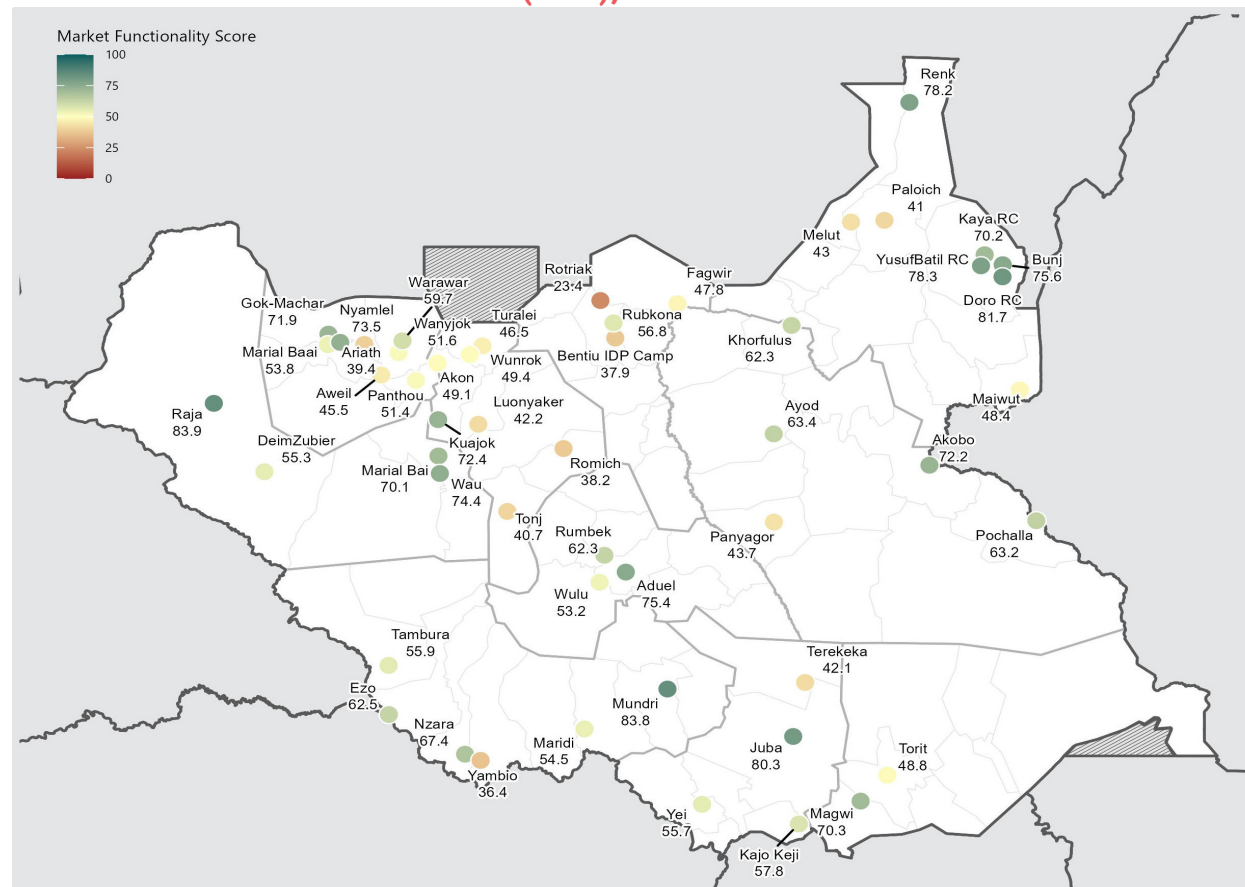 Market Functionality Score
100
75
50
25
0
Renk
78.2
Paloich
41
Melut
43
Kaya RC
70.2
YusufBatil RC
78.3
Bunj
75.6
Doro RC
81.7
Rotriak
23.4
Fagwir
47.8
Rubkona
56.8
Bentiu IDP Camp
37.9
Khorfulus
62.3
Warawar
59.7
Gok-Machar
71.9
Nyamlel
73.5
Wanyjok
51.6
Turalei
46.5
Marial Baai
53.8
Ariath
39.4
Wunrok
49.4
Aweil
45.5
Panthou
51.4
Akon
49.1
Luonyaker
42.2
Raja
83.9
DeimZubier
55.3
Kuajok
72.4
Marial Bai
70.1
Wau
74.4
Romich
38.2
Ayod
63.4
Maiwut
48.4
Akobo
72.2
Tonj
40.7
Rumbek
62.3
Panyagor
43.7
Pochalla
63.2
Wulu
53.2
Aduel
75.4
Tambura
55.9
Ezo
62.5
Terekeka
42.1
Mundri
83.8
Nzara
67.4
Yambio
36.4
Maridi
54.5
Juba
80.3
Torit
48.8
Yei
55.7
Magwi
70.3
Kajo Keji
57.8